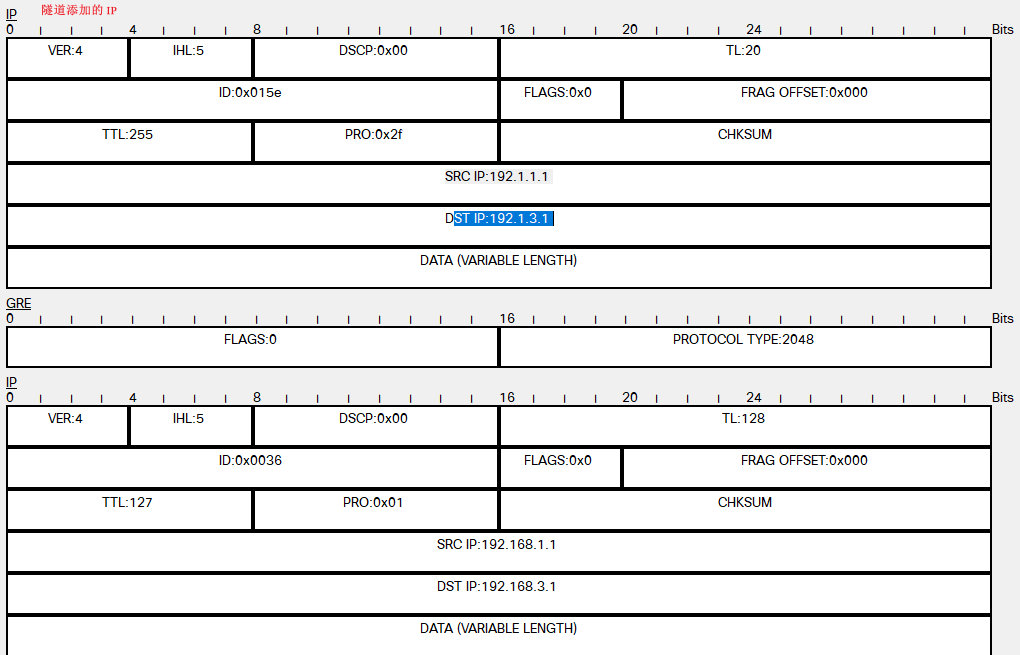 IP 隧道添加的 IP
0 4 8 16 20 24 Bits
VER:4 IHL:5 DSCP:0x00 TL:20
ID:0x015e FLAGS:0x0 FRAG OFFSET:0x000
TTL:255 PRO:0x2f CHKSUM
SRC IP:192.1.1.1
DST IP:192.1.3.1
DATA (VARIABLE LENGTH)
GRE
0 16 Bits
FLAGS:0 PROTOCOL TYPE:2048
IP
0 4 8 16 20 24 Bits
VER:4 IHL:5 DSCP:0x00 TL:128
ID:0x0036 FLAGS:0x0 FRAG OFFSET:0x000
TTL:127 PRO:0x01 CHKSUM
SRC IP:192.168.1.1
DST IP:192.168.3.1
DATA (VARIABLE LENGTH)